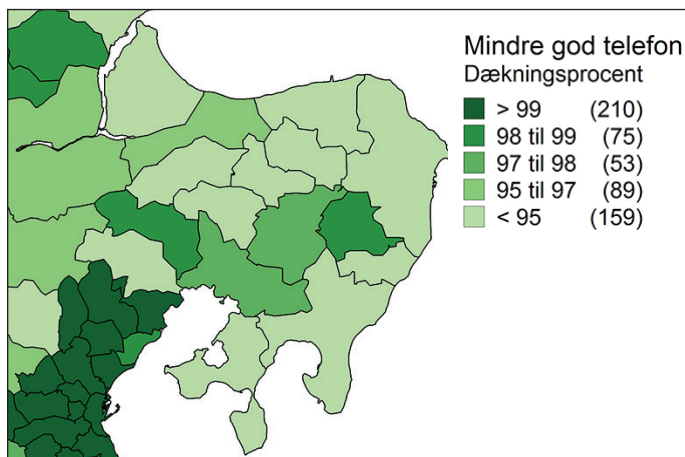 Mindre god telefon
Dækningsprocent
> 99 (210)
98 til 99 (75)
97 til 98 (53)
95 til 97 (89)
< 95 (159)